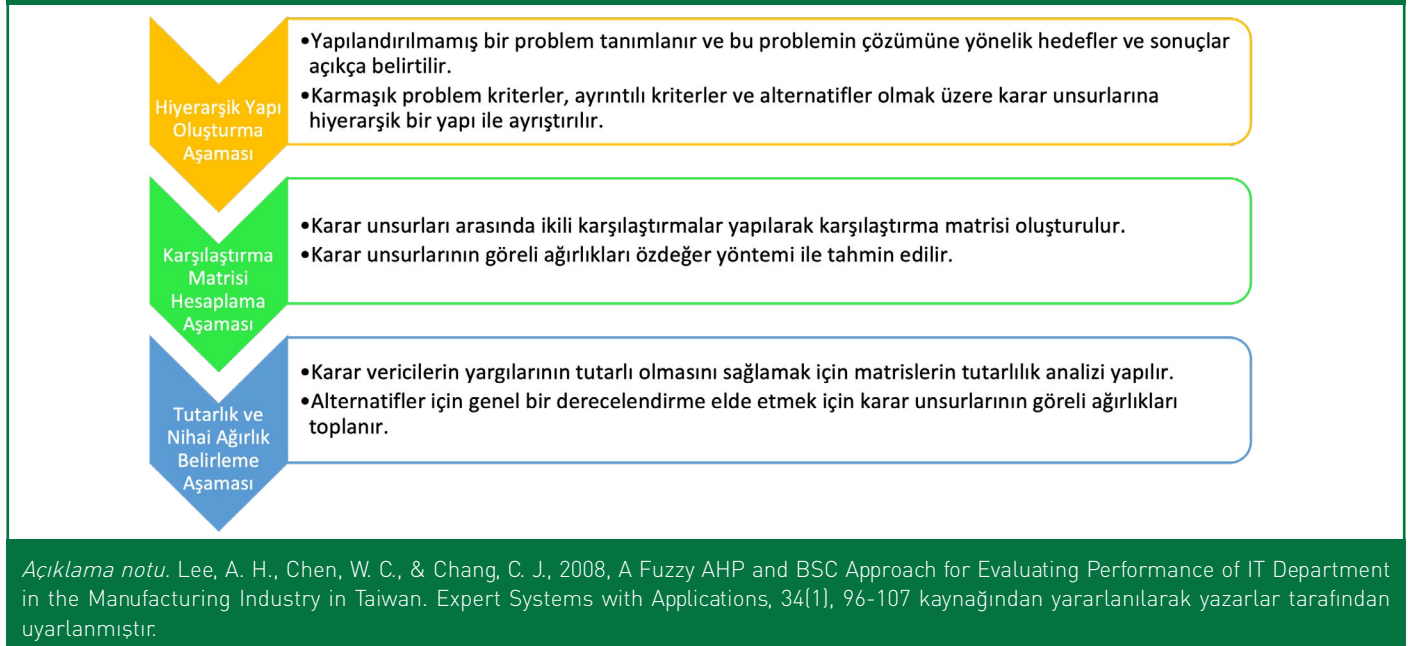 Hiyerarşik Yapı
Oluşturma
Aşaması
•Yapılandırılmamış bir problem tanımlanır ve bu problemin çözümüne yönelik hedefler ve sonuçlar
açıkça belirtilir.
•Karmaşık problem kriterler, ayrıntılı kriterler ve alternatifler olmak üzere karar unsurlarına
hiyerarşik bir yapı ile ayrıştırılır.
Karşılaştırma
Matrisi
Hesaplama
Aşaması
•Karar unsurları arasında ikili karşılaştırmalar yapılarak karşılaştırma matrisi oluşturulur.
•Karar unsurlarının göreli ağırlıkları özdeğer yöntemi ile tahmin edilir.
Tutarlık ve
Nihai Ağırlık
Belirleme
Aşaması
•Karar vericilerin yargılarının tutarlı olmasını sağlamak için matrislerin tutarlılık analizi yapılır.
•Alternatifler için genel bir derecelendirme elde etmek için karar unsurlarının göreli ağırlıkları
toplanır.
Açıklama notu. Lee, A. H., Chen, W. C., & Chang, C. J., 2008, A Fuzzy AHP and BSC Approach for Evaluating Performance of IT Department
in the Manufacturing Industry in Taiwan. Expert Systems with Applications, 34(1), 96-107 kaynağından yararlanılarak yazarlar tarafından
uyarlanmıştır.